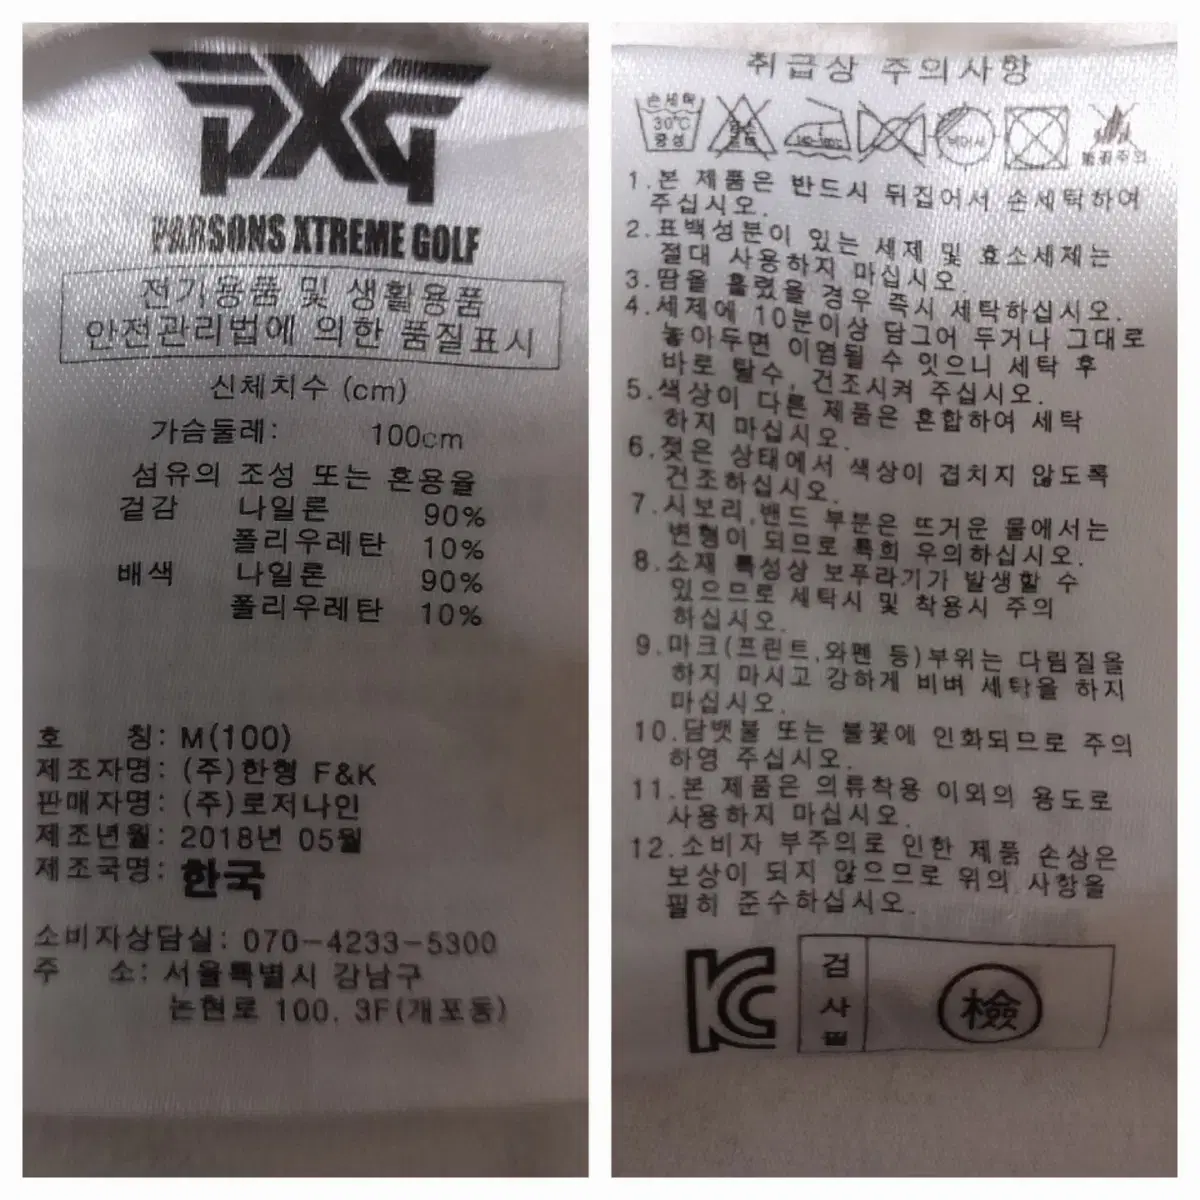 PXG
PARSONS XTREME GOLF
전기용품 및 생활용품
안전관리법에 의한 품질표시
신체치수 (cm)
가슴둘레: 100cm
섬유의 조성 또는 혼용율
겉감 나일론 90%
폴리우레탄 10%
배색 나일론 90%
폴리우레탄 10%
호 칭: M(100)
제조자명: (주)한형 F&K
판매자명: (주)로저나인
제조년월: 2018년 05월
제조국명: 한국
소비자상담실: 070-4233-5300
주 소: 서울특별시 강남구
논현로 100. 3F(개포동)
취급상 주의사항
손세탁
30℃
중성
1.본 제품은 반드시 뒤집어서 손세탁하여
주십시오.
2.표백성분이 있는 세제 및 효소세제는
절대 사용하지 마십시오.
3.땀을 흘렸을 경우 즉시 세탁하십시오.
4.세제에 10분이상 담그어 두거나 그대로
놓아두면 이염될 수 잇으니 세탁 후
바로 탈수, 건조시켜 주십시오.
5.색상이 다른 제품은 혼합하여 세탁
하지 마십시오.
6.젖은 상태에서 색상이 겹치지 않도록
건조하십시오.
7.시보리,밴드 부분은 뜨거운 물에서는
변형이 되므로 특희 우의하십시오.
8.소재 특성상 보푸라기가 발생할 수
있으므로 세탁시 및 착용시 주의
하십시오.
9.마크(프린트,와펜 등)부위는 다림질을
하지 마시고 강하게 비벼 세탁을 하지
마십시오.
10.담뱃불 또는 불꽃에 인화되므로 주의
하영 주십시오.
11.본 제품은 의류착용 이외의 용도로
사용하지 마십시오.
12.소비자 부주의로 인한 제품 손상은
보상이 되지 않으므로 위의 사항을
필히 준수하십시오.
KC
검
사
필
檢